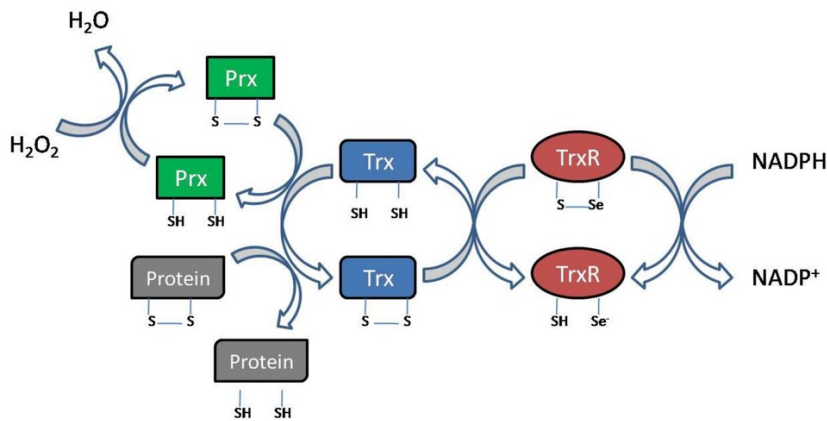 H₂O
Prx
S S
H₂O₂
Prx
SH SH
Trx
SH SH
TrxR
S Se
NADPH
Protein
S S
Trx
S S
TrxR
SH Se⁻
NADP⁺
Protein
SH SH